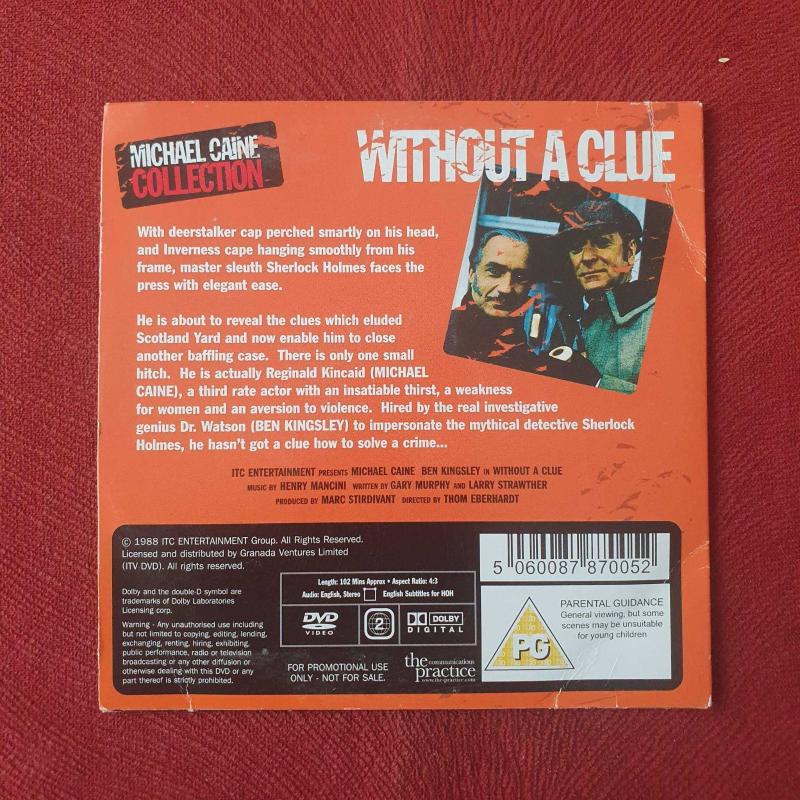 MICHAEL CAINE
COLLECTION
WITHOUT A CLUE
With deerstalker cap perched smartly on his head,
and Inverness cape hanging smoothly from his
frame, master sleuth Sherlock Holmes faces the
press with elegant ease.
He is about to reveal the clues which eluded
Scotland Yard and now enable him to close
another baffling case. There is only one small
hitch. He is actually Reginald Kincaid (MICHAEL
CAINE), a third rate actor with an insatiable thirst, a weakness
for women and an aversion to violence. Hired by the real investigative
genius Dr. Watson (BEN KINGSLEY) to impersonate the mythical detective Sherlock
Holmes, he hasn't got a clue how to solve a crime...
ITC ENTERTAINMENT PRESENTS MICHAEL CAINE BEN KINGSLEY IN WITHOUT A CLUE
MUSIC BY HENRY MANCINI WRITTEN BY GARY MURPHY AND LARRY STRAWTHER
PRODUCED BY MARC STIRDIVANT DIRECTED BY THOM EBERHARDT
© 1988 ITC ENTERTAINMENT Group. All Rights Reserved.
Licensed and distributed by Granada Ventures Limited
(ITV DVD). All rights reserved.
Dolby and the double-D symbol are
trademarks of Dolby Laboratories
Licensing corp.
Warning - Any unauthorised use including
but not limited to copying, editing, lending,
exchanging, renting, hiring, exhibiting,
public performance, radio or television
broadcasting or any other diffusion or
otherwise dealing with this DVD or any
part thereof is strictly prohibited.
Length: 102 Mins Approx • Aspect Ratio: 4:3
Audio: English, Stereo English Subtitles for HOH
DVD
VIDEO
2
DOLBY
DIGITAL
FOR PROMOTIONAL USE
ONLY - NOT FOR SALE.
the communications
practice
www.the-practice.com
5 060087 870052
PG
PARENTAL GUIDANCE
General viewing, but some
scenes may be unsuitable
for young children